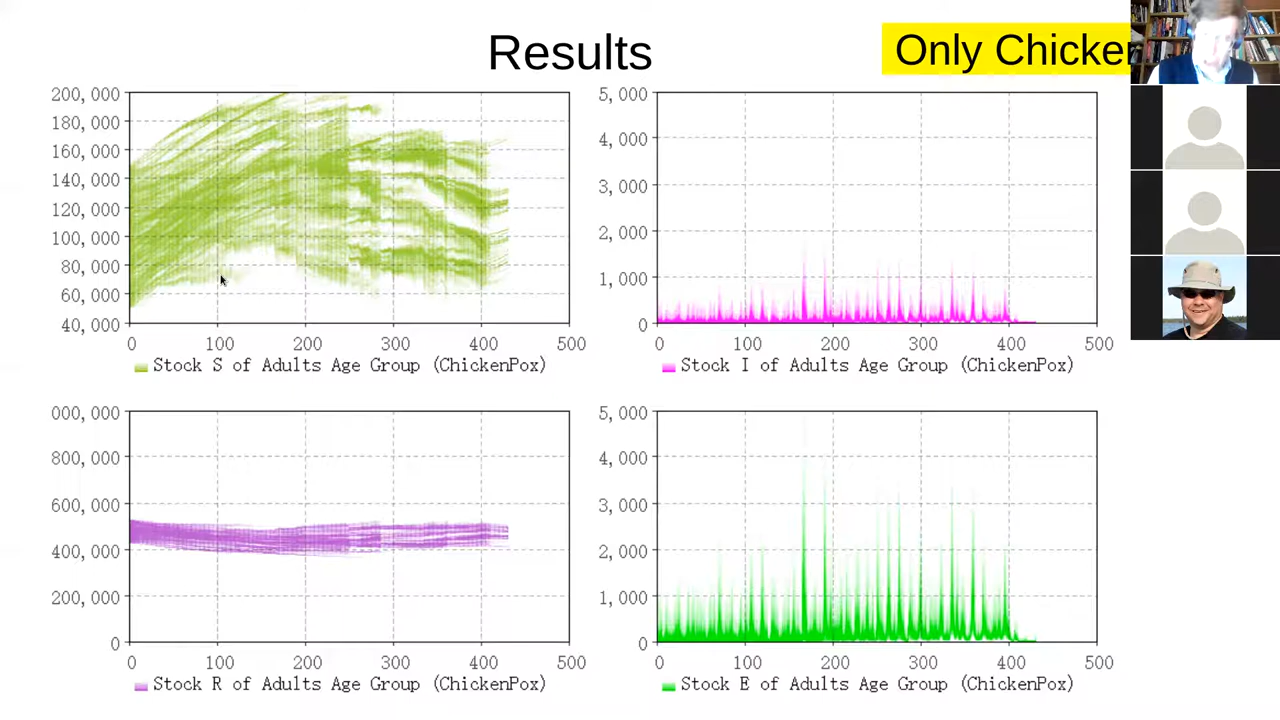 Results
Only Chicken
200,000
180,000
160,000
140,000
120,000
100,000
80,000
60,000
40,000
0 100 200 300 400 500
Stock S of Adults Age Group (ChickenPox)
5,000
4,000
3,000
2,000
1,000
0
0 100 200 300 400 500
Stock I of Adults Age Group (ChickenPox)
000,000
800,000
600,000
400,000
200,000
0
0 100 200 300 400 500
Stock R of Adults Age Group (ChickenPox)
5,000
4,000
3,000
2,000
1,000
0
0 100 200 300 400 500
Stock E of Adults Age Group (ChickenPox)